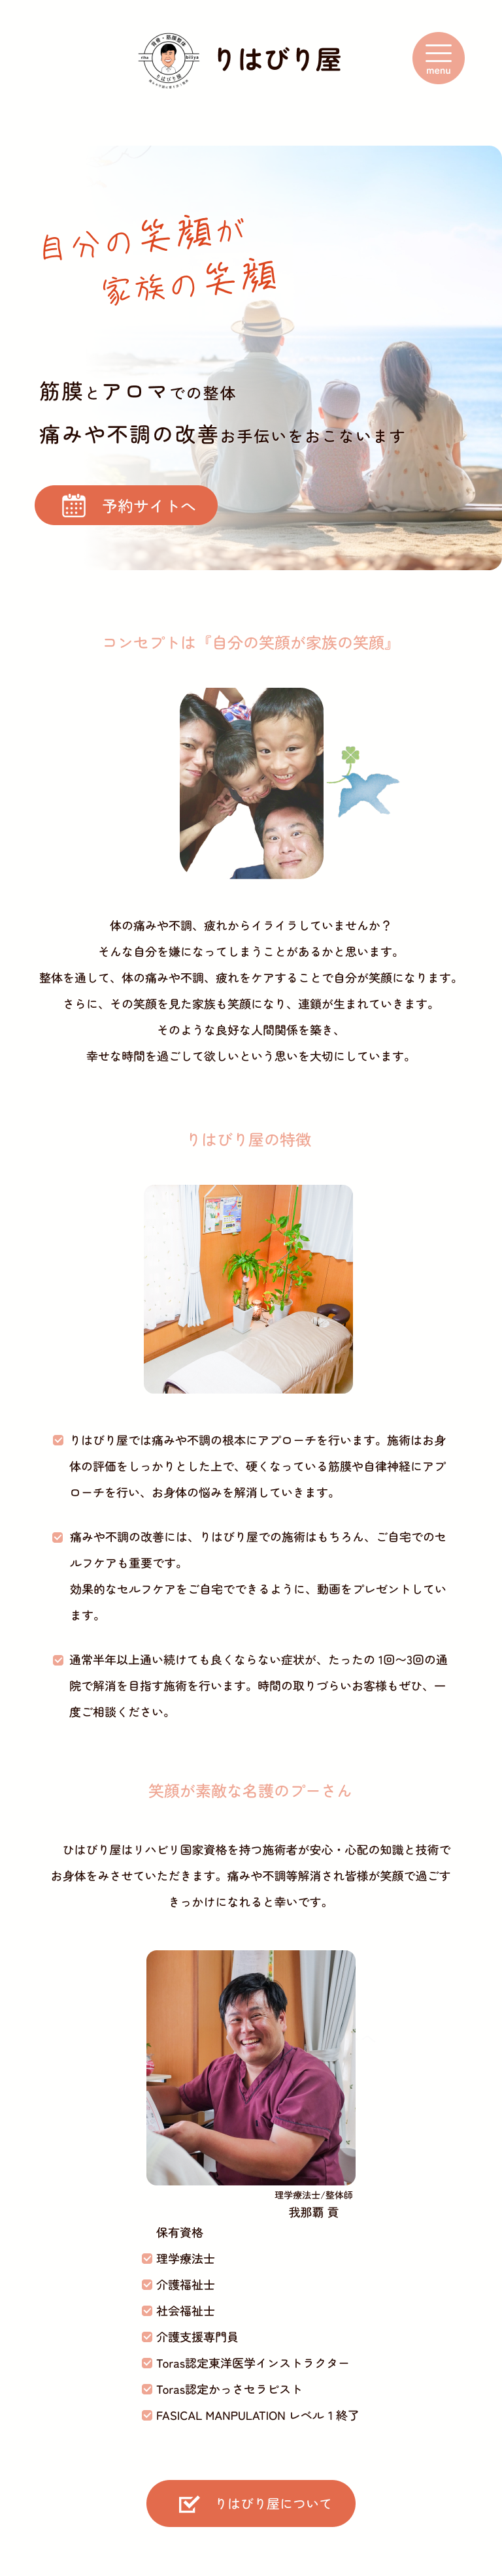 りはびり屋
menu
自分の笑顔が
家族の笑顔
筋膜とアロマでの整体
痛みや不調の改善お手伝いをおこないます
予約サイトへ
コンセプトは『自分の笑顔が家族の笑顔』
体の痛みや不調、疲れからイライラしていませんか？
そんな自分を嫌になってしまうことがあるかと思います。
整体を通して、体の痛みや不調、疲れをケアすることで自分が笑顔になります。
さらに、その笑顔を見た家族も笑顔になり、連鎖が生まれていきます。
そのような良好な人間関係を築き、
幸せな時間を過ごして欲しいという思いを大切にしています。
りはびり屋の特徴
りはびり屋では痛みや不調の根本にアプローチを行います。施術はお身
体の評価をしっかりとした上で、硬くなっている筋膜や自律神経にアプ
ローチを行い、お身体の悩みを解消していきます。
痛みや不調の改善には、りはびり屋での施術はもちろん、ご自宅でのセ
ルフケアも重要です。
効果的なセルフケアをご自宅でできるように、動画をプレゼントしてい
ます。
通常半年以上通い続けても良くならない症状が、たったの 1回〜3回の通
院で解消を目指す施術を行います。時間の取りづらいお客様もぜひ、一
度ご相談ください。
笑顔が素敵な名護のプーさん
ひはびり屋はリハビリ国家資格を持つ施術者が安心・心配の知識と技術で
お身体をみさせていただきます。痛みや不調等解消され皆様が笑顔で過ごす
きっかけになれると幸いです。
理学療法士/整体師
我那覇 貢
保有資格
理学療法士
介護福祉士
社会福祉士
介護支援専門員
Toras認定東洋医学インストラクター
Toras認定かっさセラピスト
FASICAL MANPULATION レベル 1 終了
りはびり屋について